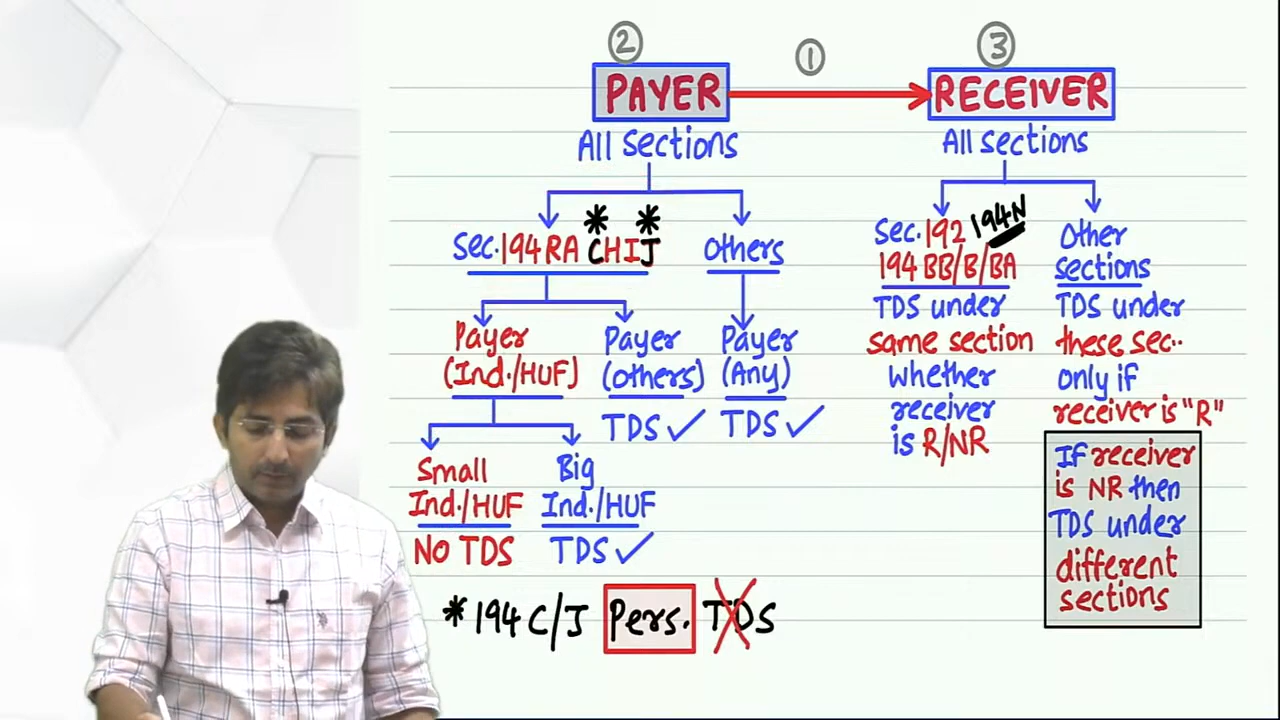 ② ① ③
PAYER RECEIVER
All sections
All sections
* *
Sec.194RA CHIJ
Others
Payer
(Ind./HUF)
Payer
(others)
TDS ✓
Payer
(Any)
TDS ✓
Small
Ind./HUF
NO TDS
Big
Ind./HUF
TDS ✓
* 194 C/J Pers. TDS
Sec.192 194N
194 BB/B/BA
TDS under
same section
whether
receiver
is R/NR
Other
sections
TDS under
these sec..
only if
receiver is "R"
If receiver
is NR then
TDS under
different
sections